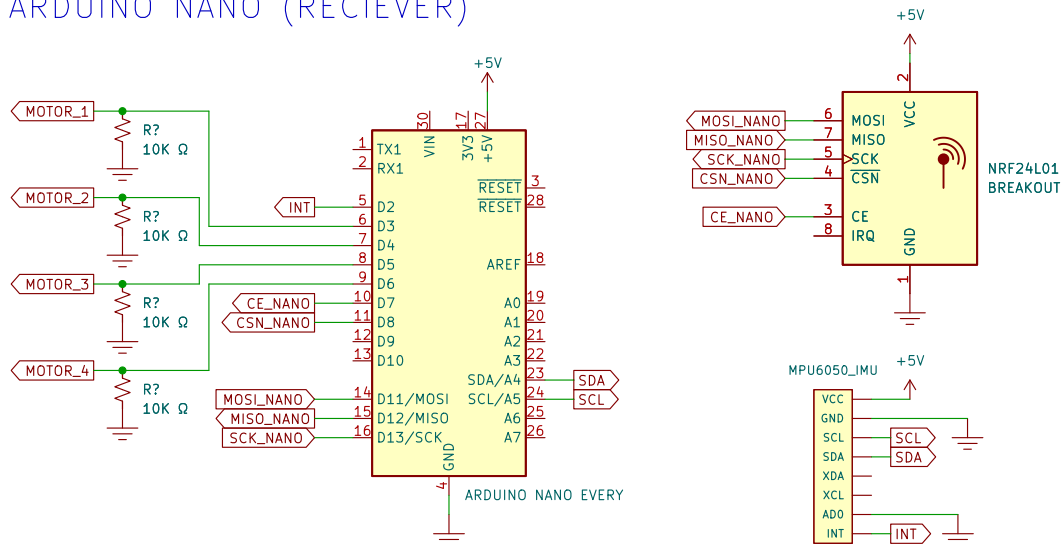 ARDUINO NANO (RECIEVER)
+5V
MOTOR_1
R?
10K Ω
MOTOR_2
R?
10K Ω
MOTOR_3
R?
10K Ω
MOTOR_4
R?
10K Ω
+5V
30
17
27
VIN
3V3
+5V
1 TX1
2 RX1
RESET 3
RESET 28
INT 5 D2
6 D3
7 D4
8 D5
9 D6
AREF 18
CE_NANO 10 D7
CSN_NANO 11 D8
12 D9
13 D10
A0 19
A1 20
A2 21
A3 22
SDA/A4 23 SDA
SCL/A5 24 SCL
A6 25
A7 26
MOSI_NANO 14 D11/MOSI
MISO_NANO 15 D12/MISO
SCK_NANO 16 D13/SCK
GND
4
ARDUINO NANO EVERY
2
VCC
MOSI_NANO 6 MOSI
MISO_NANO 7 MISO
SCK_NANO 5 SCK
CSN_NANO 4 CSN
CE_NANO 3 CE
8 IRQ
GND
1
NRF24L01
BREAKOUT
+5V
MPU6050_IMU
VCC
GND
SCL SCL
SDA SDA
XDA
XCL
AD0
INT INT